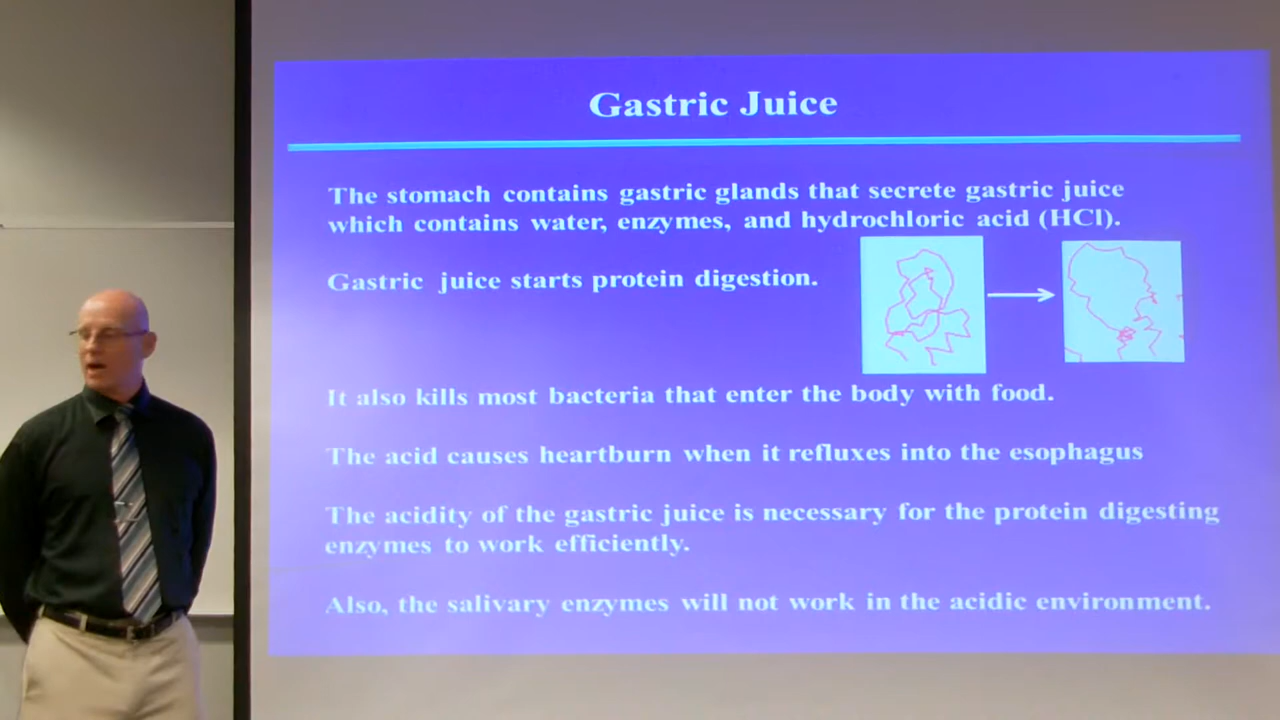 Gastric Juice
The stomach contains gastric glands that secrete gastric juice
which contains water, enzymes, and hydrochloric acid (HCl).
Gastric juice starts protein digestion.
It also kills most bacteria that enter the body with food.
The acid causes heartburn when it refluxes into the esophagus
The acidity of the gastric juice is necessary for the protein digesting
enzymes to work efficiently.
Also, the salivary enzymes will not work in the acidic environment.